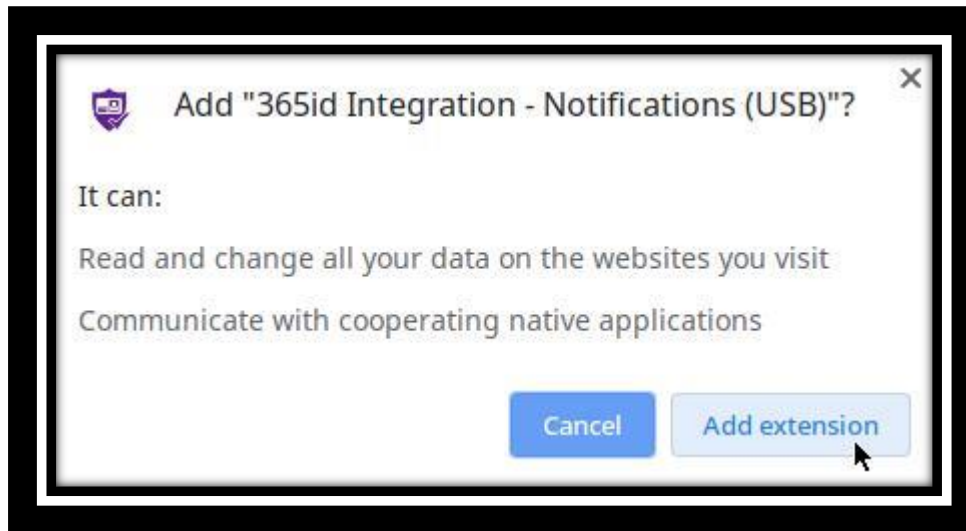 Add "365id Integration - Notifications (USB)"?
It can:
Read and change all your data on the websites you visit
Communicate with cooperating native applications
Cancel
Add extension